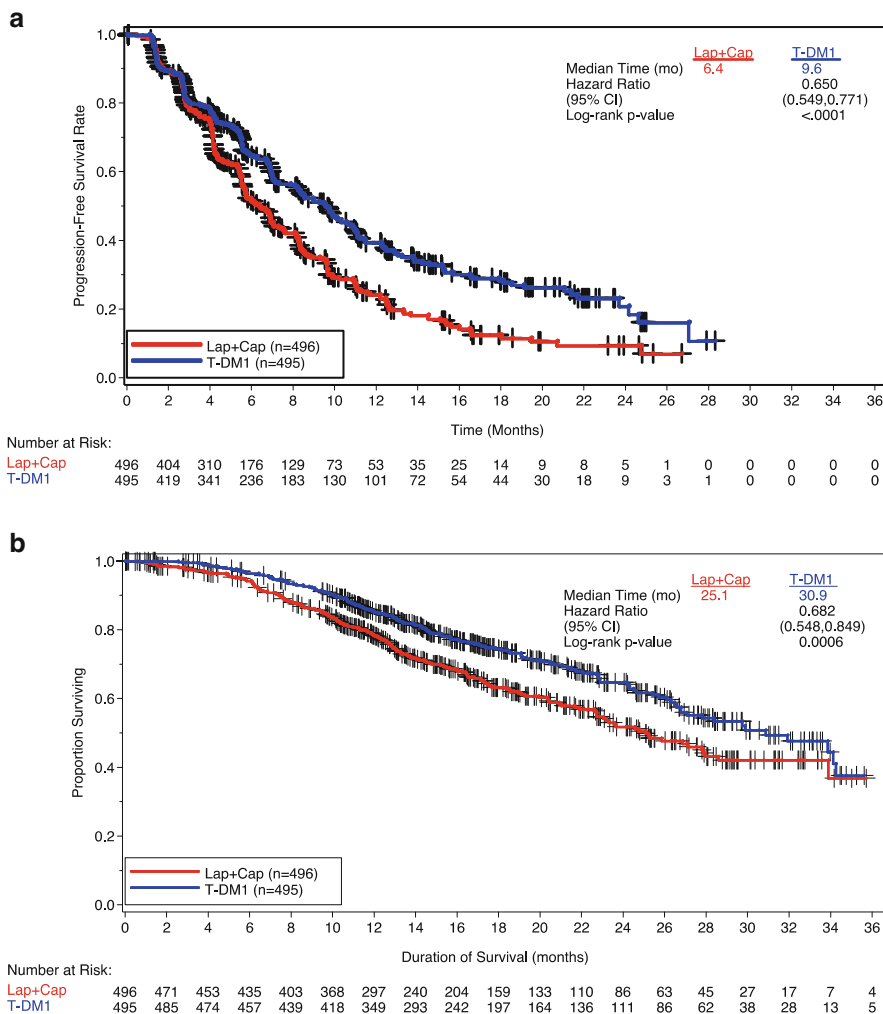 a
Lap+Cap T-DM1
Median Time (mo) 6.4 9.6
Hazard Ratio 0.650
(95% CI) (0.549,0.771)
Log-rank p-value <.0001
Progression-Free Survival Rate
1.0
0.8
0.6
0.4
0.2
0.0
Lap+Cap (n=496)
T-DM1 (n=495)
0 2 4 6 8 10 12 14 16 18 20 22 24 26 28 30 32 34 36
Time (Months)
Number at Risk:
Lap+Cap 496 404 310 176 129 73 53 35 25 14 9 8 5 1 0 0 0 0 0
T-DM1 495 419 341 236 183 130 101 72 54 44 30 18 9 3 1 0 0 0 0
b
Lap+Cap T-DM1
Median Time (mo) 25.1 30.9
Hazard Ratio 0.682
(95% CI) (0.548,0.849)
Log-rank p-value 0.0006
Proportion Surviving
1.0
0.8
0.6
0.4
0.2
0.0
Lap+Cap (n=496)
T-DM1 (n=495)
0 2 4 6 8 10 12 14 16 18 20 22 24 26 28 30 32 34 36
Duration of Survival (months)
Number at Risk:
Lap+Cap 496 471 453 435 403 368 297 240 204 159 133 110 86 63 45 27 17 7 4
T-DM1 495 485 474 457 439 418 349 293 242 197 164 136 111 86 62 38 28 13 5